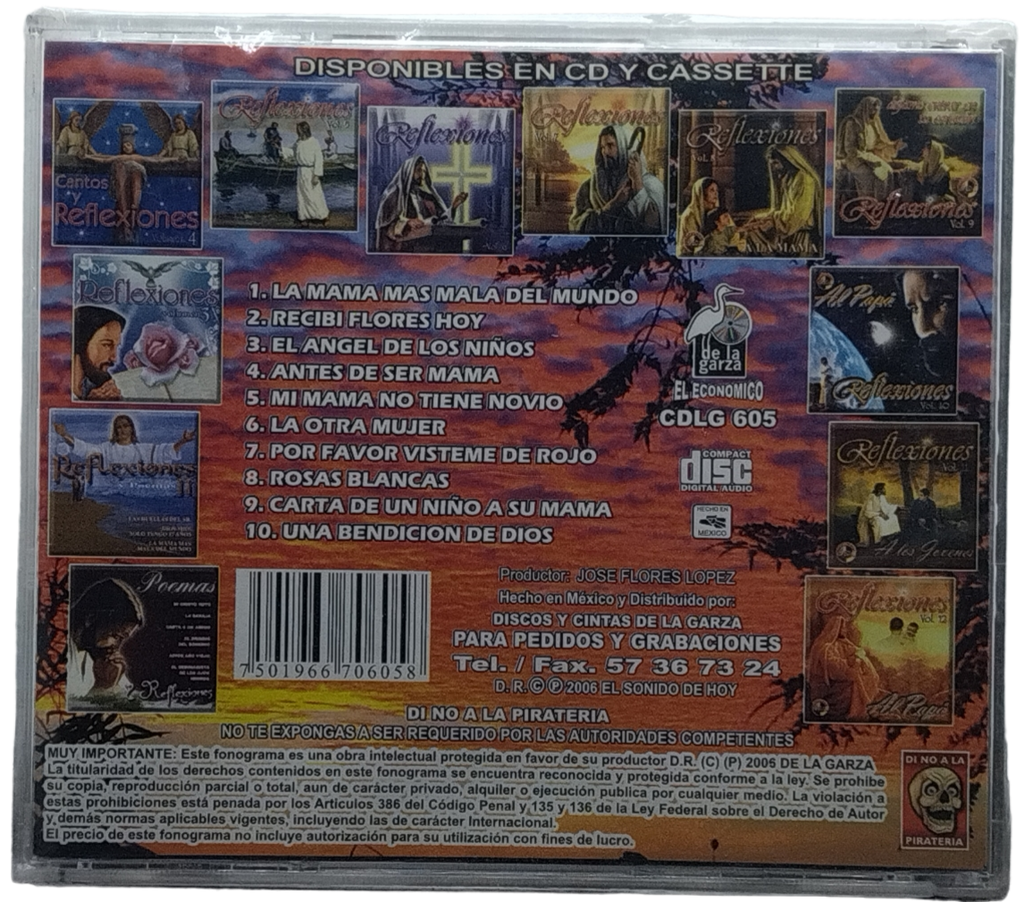 DISPONIBLES EN CD Y CASSETTE
Cantos
y
Reflexiones
Volumen 4
Reflexiones
Reflexiones
Reflexiones
Reflexiones
A LA MAMA
Reflexiones
Vol. 9
Reflexiones
Reflexiones
Poemas
Reflexiones
Mi Papá
Reflexiones
VOL. 10
Reflexiones
A los Jovenes
Reflexiones
Vol. 12
Mi Papá
1. LA MAMA MAS MALA DEL MUNDO
2. RECIBI FLORES HOY
3. EL ANGEL DE LOS NIÑOS
4. ANTES DE SER MAMA
5. MI MAMA NO TIENE NOVIO
6. LA OTRA MUJER
7. POR FAVOR VISTEME DE ROJO
8. ROSAS BLANCAS
9. CARTA DE UN NIÑO A SU MAMA
10. UNA BENDICION DE DIOS
de la
garza
EL ECONOMICO
CDLG 605
COMPACT
disc
DIGITAL AUDIO
HECHO EN
MEXICO
7 501966 706058
Productor: JOSE FLORES LOPEZ
Hecho en México y Distribuido por:
DISCOS Y CINTAS DE LA GARZA
PARA PEDIDOS Y GRABACIONES
Tel. / Fax. 57 36 73 24
D. R. © ℗ 2006 EL SONIDO DE HOY
DI NO A LA PIRATERIA
NO TE EXPONGAS A SER REQUERIDO POR LAS AUTORIDADES COMPETENTES
MUY IMPORTANTE: Este fonograma es una obra intelectual protegida en favor de su productor D.R. (C) (P) 2006 DE LA GARZA
La titularidad de los derechos contenidos en este fonograma se encuentra reconocida y protegida conforme a la ley. Se prohibe
su copia, reproducción parcial o total, aun de carácter privado, alquiler o ejecución publica por cualquier medio. La violación a
estas prohibiciones está penada por los Articulos 386 del Código Penal y 135 y 136 de la Ley Federal sobre el Derecho de Autor
y demás normas aplicables vigentes, incluyendo las de carácter Internacional.
El precio de este fonograma no incluye autorización para su utilización con fines de lucro.
DI NO A LA
PIRATERIA